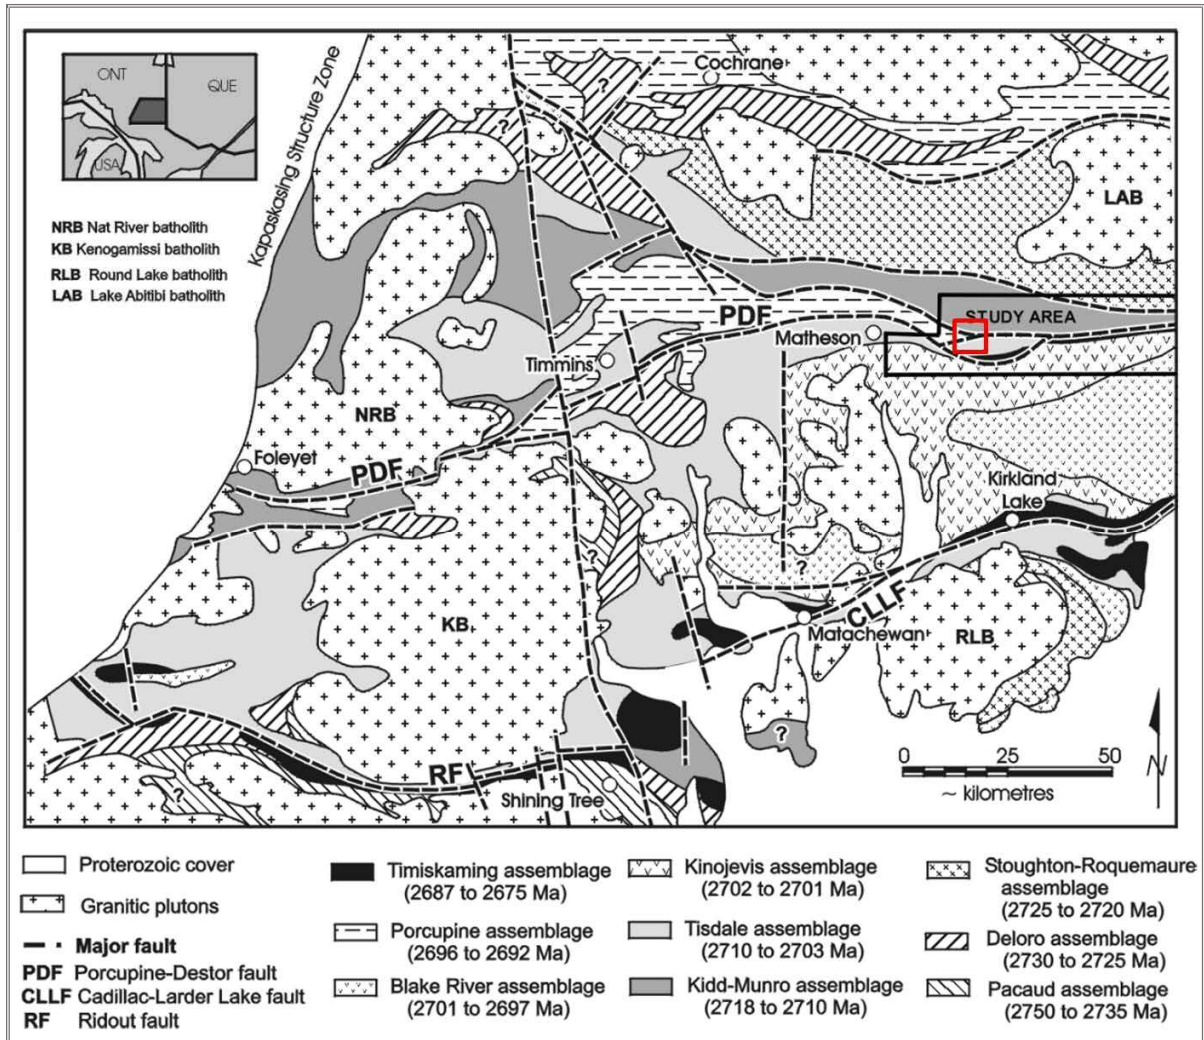 ONT
QUE
USA
Kapaskasing Structure Zone
Cochrane
?
?
NRB Nat River batholith
KB Kenogamissi batholith
RLB Round Lake batholith
LAB Lake Abitibi batholith
LAB
STUDY AREA
PDF
Matheson
Timmins
NRB
Foleyet
PDF
Kirkland
Lake
?
?
KB
CLLF
Matachewan
RLB
?
?
RF
Shining Tree
0 25 50
~ kilometres
N
Proterozoic cover
Granitic plutons
Major fault
PDF Porcupine-Destor fault
CLLF Cadillac-Larder Lake fault
RF Ridout fault
Timiskaming assemblage
(2687 to 2675 Ma)
Porcupine assemblage
(2696 to 2692 Ma)
Blake River assemblage
(2701 to 2697 Ma)
Kinojevis assemblage
(2702 to 2701 Ma)
Tisdale assemblage
(2710 to 2703 Ma)
Kidd-Munro assemblage
(2718 to 2710 Ma)
Stoughton-Roquemaure
assemblage
(2725 to 2720 Ma)
Deloro assemblage
(2730 to 2725 Ma)
Pacaud assemblage
(2750 to 2735 Ma)